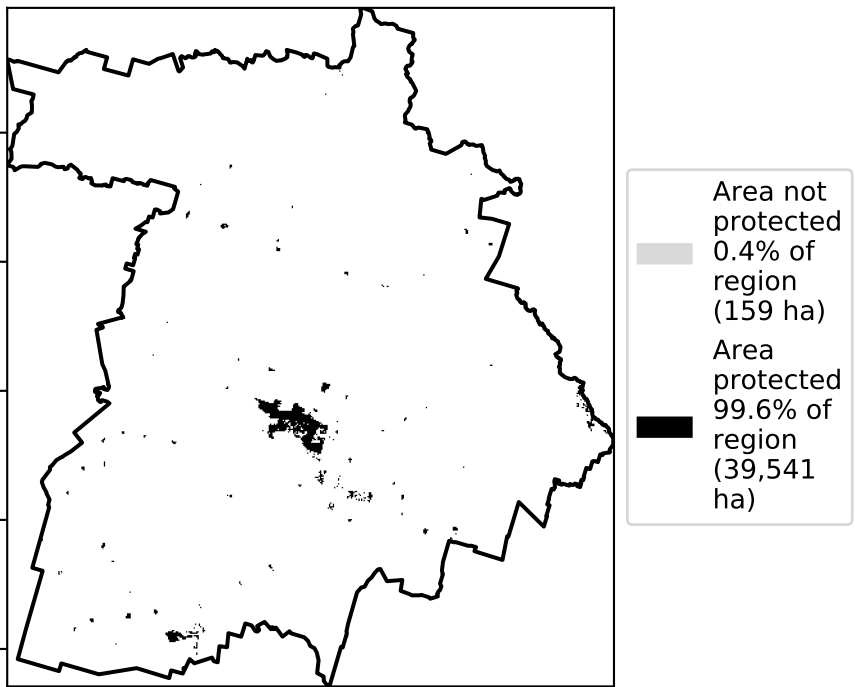 Area not
protected
0.4% of
region
(159 ha)
Area
protected
99.6% of
region
(39,541
ha)